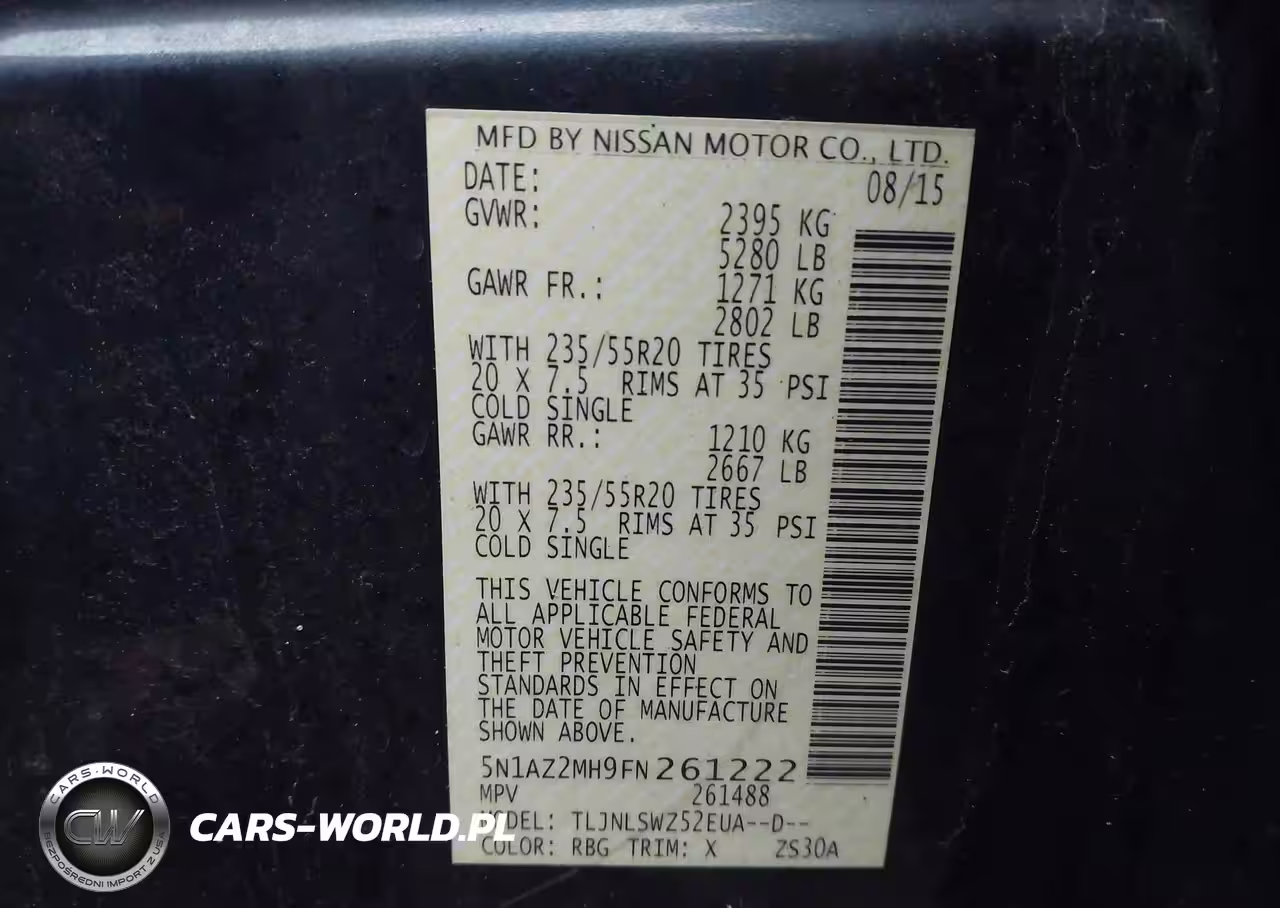 MFD BY NISSAN MOTOR CO., LTD.
DATE: 08/15
GVWR: 2395 KG
5280 LB
GAWR FR.: 1271 KG
2802 LB
WITH 235/55R20 TIRES
20 X 7.5 RIMS AT 35 PSI
COLD SINGLE
GAWR RR.: 1210 KG
2667 LB
WITH 235/55R20 TIRES
20 X 7.5 RIMS AT 35 PSI
COLD SINGLE
THIS VEHICLE CONFORMS TO
ALL APPLICABLE FEDERAL
MOTOR VEHICLE SAFETY AND
THEFT PREVENTION
STANDARDS IN EFFECT ON
THE DATE OF MANUFACTURE
SHOWN ABOVE.
5N1AZ2MH9FN261222
MPV 261488
MODEL: TLJNLSWZ52EUA--D--
COLOR: RBG TRIM: X ZS30A
CARS-WORLD
CW
BEZPOŚREDNI IMPORT Z USA
CARS-WORLD.PL